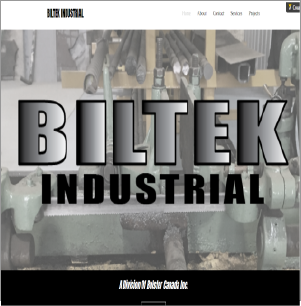 BILTEK INDUSTRIAL
Home About Contact Services Projects
BILTEK
INDUSTRIAL
A Division Of Bolster Canada Inc.